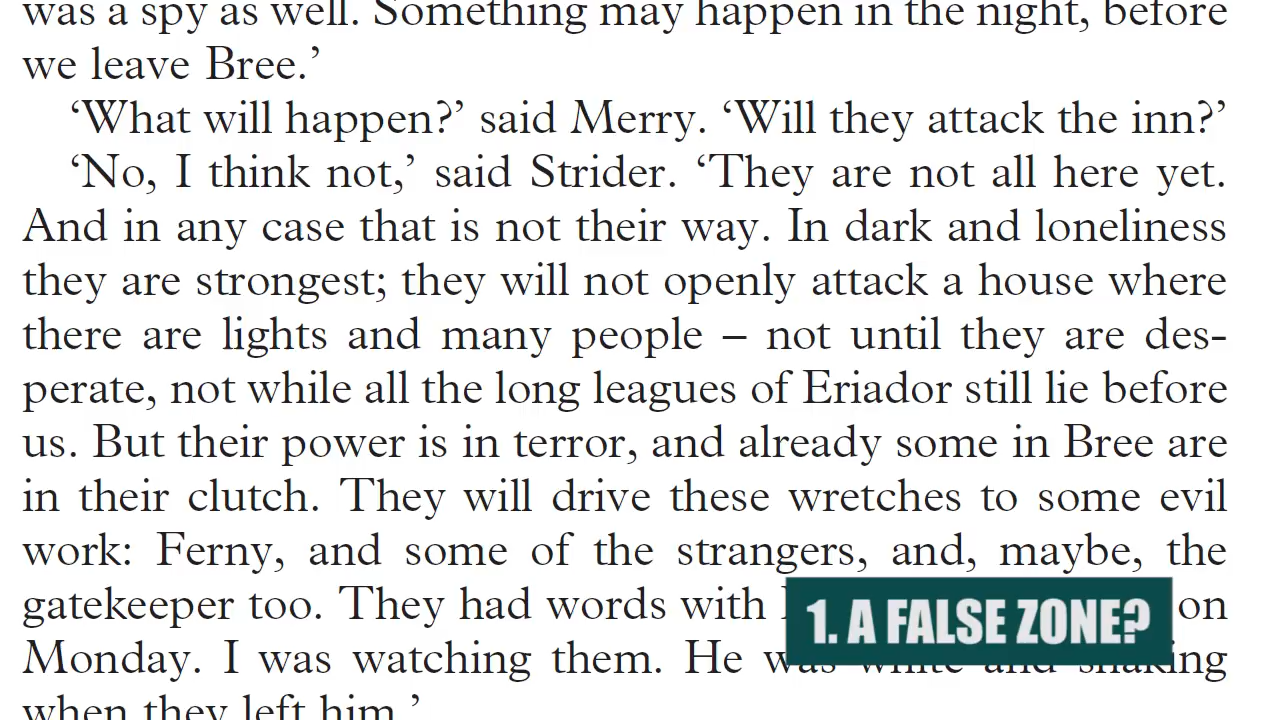 was a spy as well. Something may happen in the night, before
we leave Bree.’
‘What will happen?’ said Merry. ‘Will they attack the inn?’
‘No, I think not,’ said Strider. ‘They are not all here yet.
And in any case that is not their way. In dark and loneliness
they are strongest; they will not openly attack a house where
there are lights and many people – not until they are des-
perate, not while all the long leagues of Eriador still lie before
us. But their power is in terror, and already some in Bree are
in their clutch. They will drive these wretches to some evil
work: Ferny, and some of the strangers, and, maybe, the
gatekeeper too. They had words with on
1. A FALSE ZONE?
Monday. I was watching them. He was white and shaking
when they left him.’